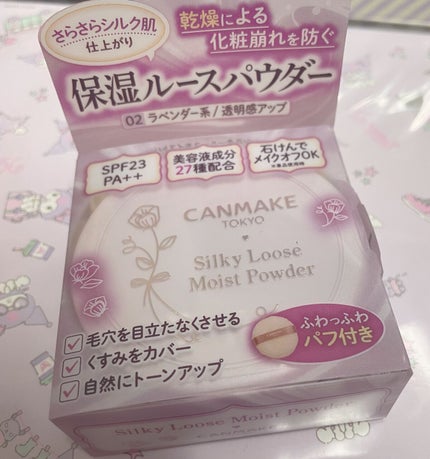 さらさらシルク肌
仕上がり
乾燥による
化粧崩れを防ぐ
保湿ルースパウダー
02 ラベンダー系/透明感アップ
SPF23
PA++
美容液成分
27種配合
石けんで
メイクオフOK
CANMAKE
TOKYO
Silky Loose
Moist Powder
毛穴を目立たなくさせる
くすみをカバー
自然にトーンアップ
ふわっふわ
パフ付き
Silky Loose Moist Powder
CANMAKE